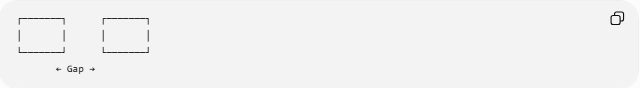 ← Gap →